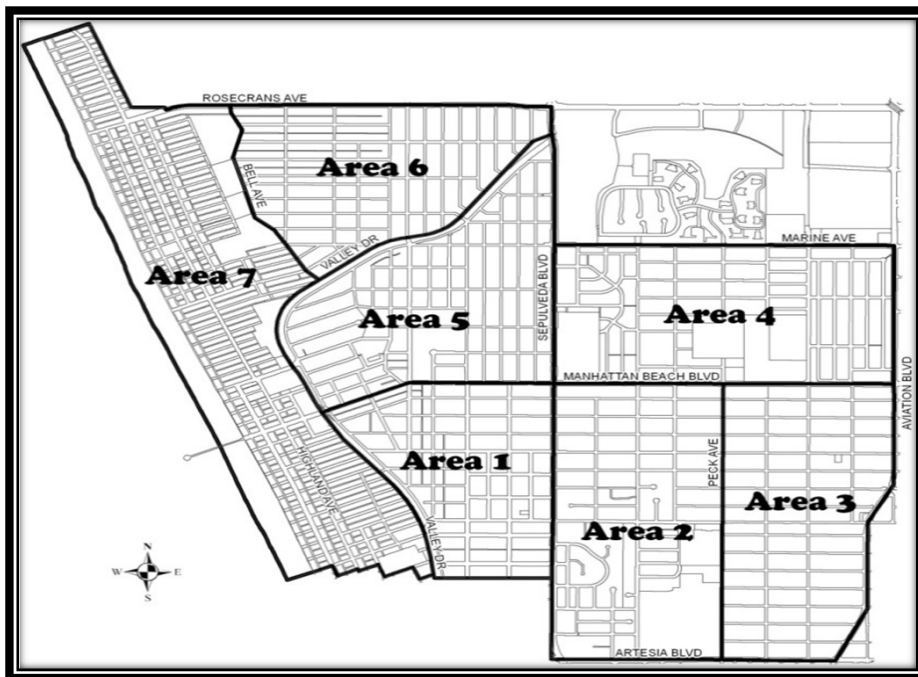 ROSECRANS AVE
Area 6
BELL AVE
VALLEY DR
MARINE AVE
Area 7
Area 5
SEPULVEDA BLVD
Area 4
MANHATTAN BEACH BLVD
AVIATION BLVD
HIGHLAND AVE
Area 1
PECK AVE
Area 3
Area 2
VALLEY DR
N
W E
S
ARTESIA BLVD